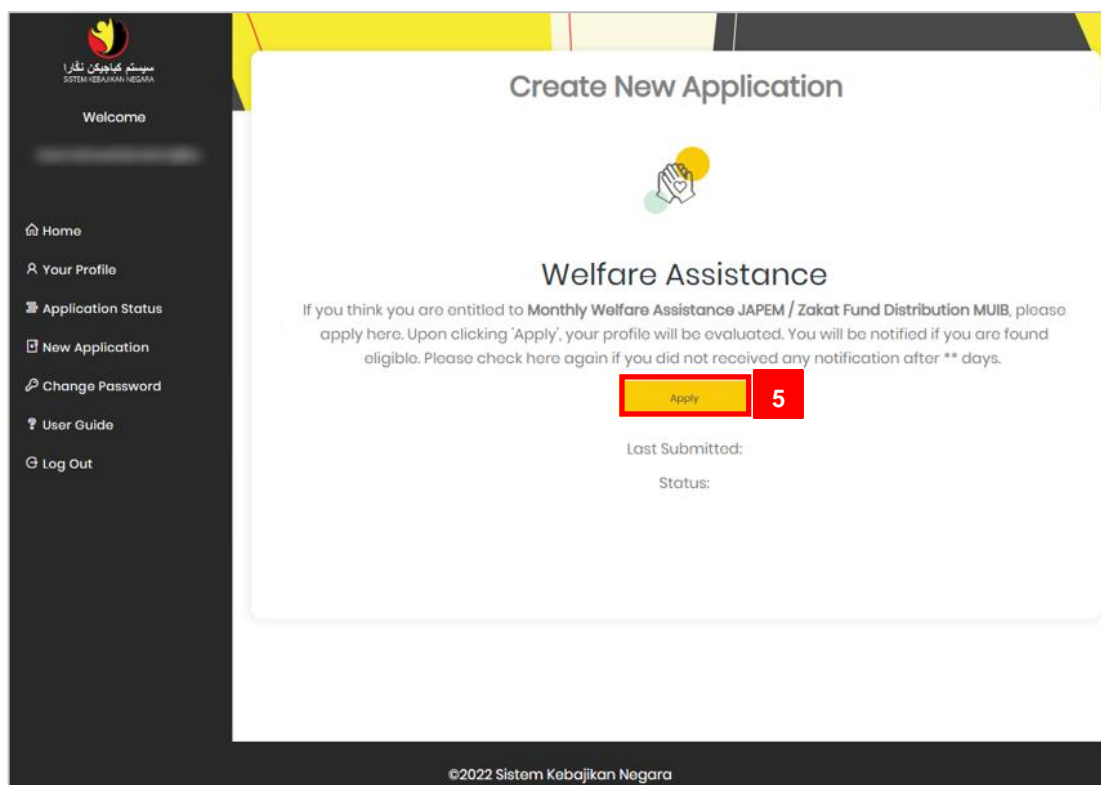 سيستم كباجيكن نݢارا
SISTEM KEBAJIKAN NEGARA
Welcome
Home
Your Profile
Application Status
New Application
Change Password
User Guide
Log Out
Create New Application
Welfare Assistance
If you think you are entitled to Monthly Welfare Assistance JAPEM / Zakat Fund Distribution MUIB, please
apply here. Upon clicking 'Apply', your profile will be evaluated. You will be notified if you are found
eligible. Please check here again if you did not received any notification after ** days.
Apply
5
Last Submitted:
Status:
©2022 Sistem Kebajikan Negara